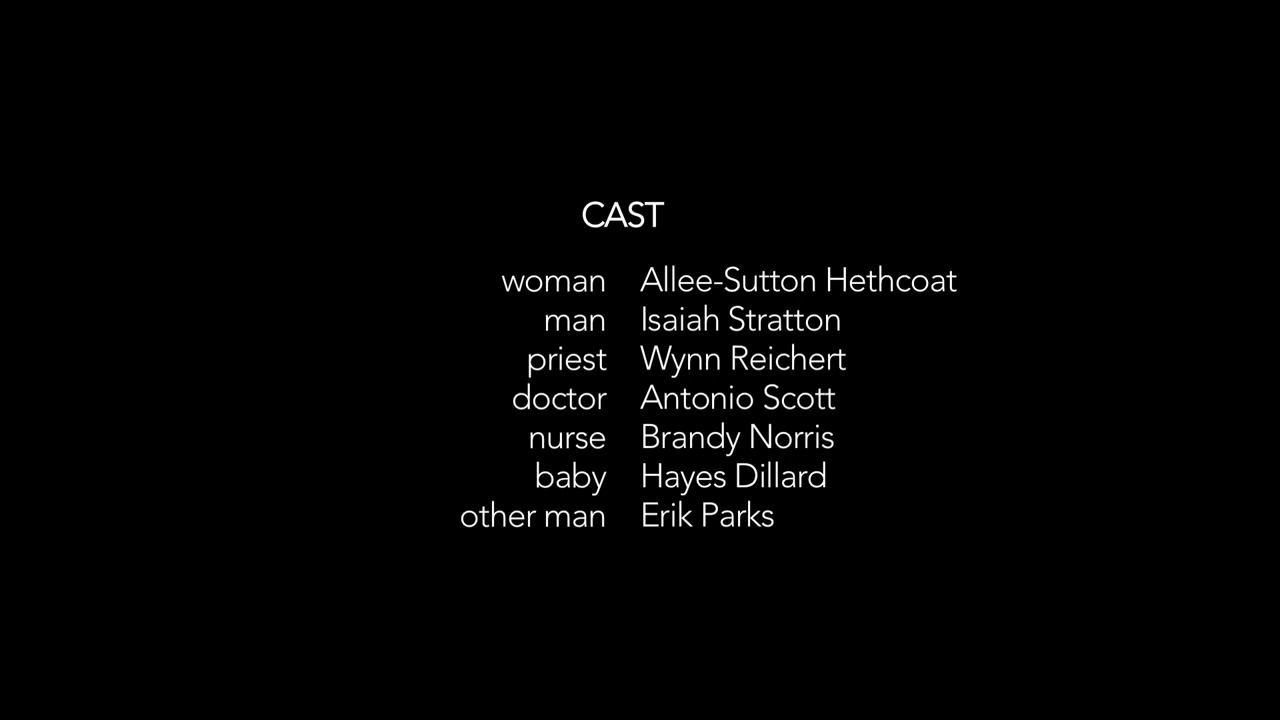 CAST
woman Allee-Sutton Hethcoat
man Isaiah Stratton
priest Wynn Reichert
doctor Antonio Scott
nurse Brandy Norris
baby Hayes Dillard
other man Erik Parks